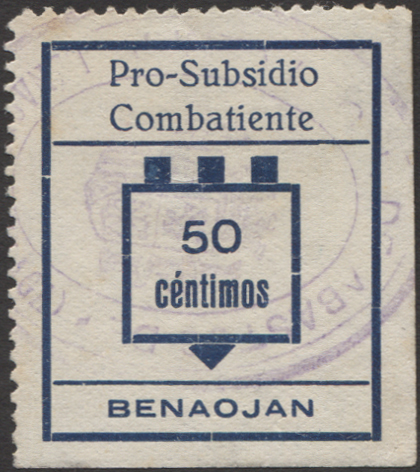 Pro-Subsidio
Combatiente
50
céntimos
BENAOJAN